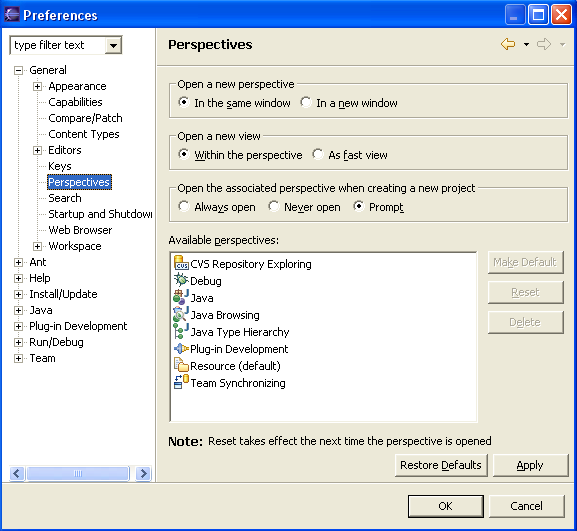 Preferences
type filter text
General
Appearance
Capabilities
Compare/Patch
Content Types
Editors
Keys
Perspectives
Search
Startup and Shutdow
Web Browser
Workspace
Ant
Help
Install/Update
Java
Plug-in Development
Run/Debug
Team
Perspectives
Open a new perspective
In the same window
In a new window
Open a new view
Within the perspective
As fast view
Open the associated perspective when creating a new project
Always open
Never open
Prompt
Available perspectives:
CVS Repository Exploring
Debug
Java
Java Browsing
Java Type Hierarchy
Plug-in Development
Resource (default)
Team Synchronizing
Make Default
Reset
Delete
Note: Reset takes effect the next time the perspective is opened
Restore Defaults
Apply
OK
Cancel